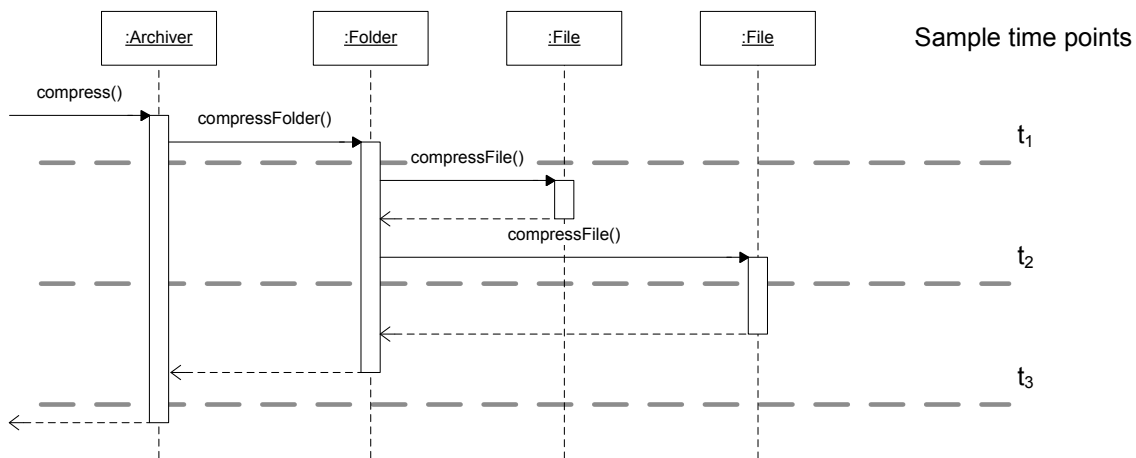 :Archiver :Folder :File :File Sample time points
compress()
compressFolder()
t1
compressFile()
compressFile()
t2
t3